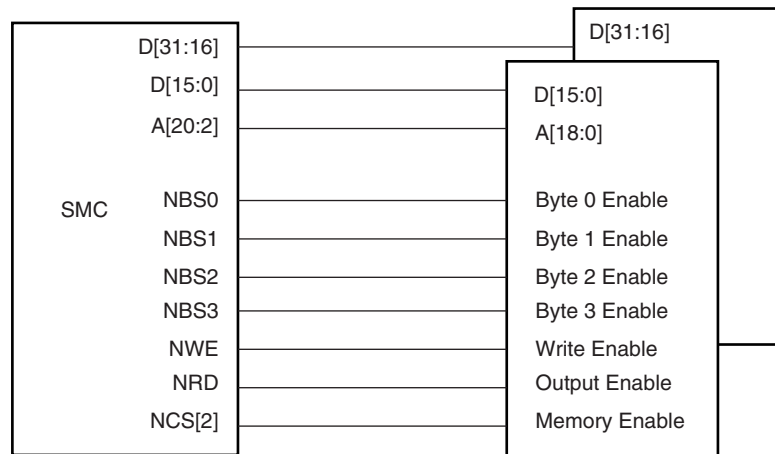 D[31:16] D[31:16]
D[15:0] D[15:0]
A[20:2] A[18:0]
SMC
NBS0 Byte 0 Enable
NBS1 Byte 1 Enable
NBS2 Byte 2 Enable
NBS3 Byte 3 Enable
NWE Write Enable
NRD Output Enable
NCS[2] Memory Enable